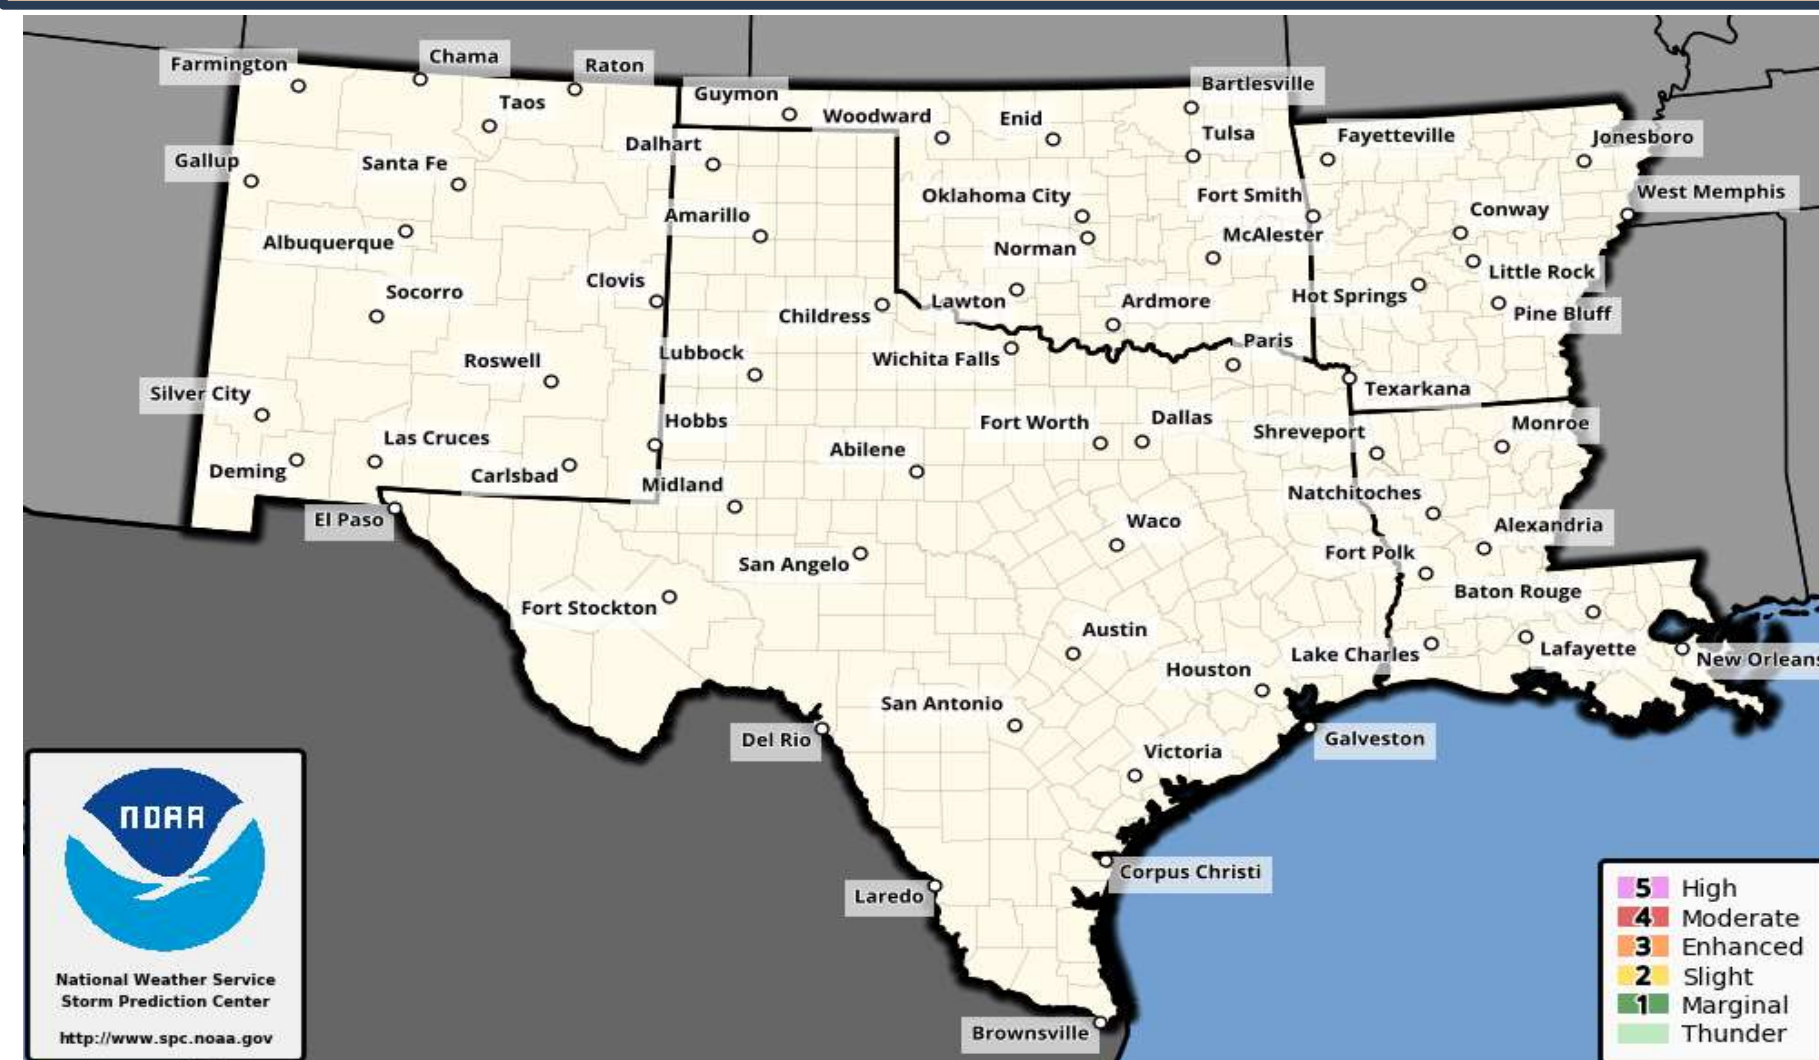 Farmington
Chama
Raton
Taos
Guymon
Woodward
Enid
Bartlesville
Tulsa
Fayetteville
Jonesboro
Gallup
Santa Fe
Dalhart
Amarillo
Oklahoma City
Fort Smith
Conway
West Memphis
Albuquerque
Norman
McAlester
Little Rock
Socorro
Clovis
Childress
Lawton
Ardmore
Hot Springs
Pine Bluff
Roswell
Lubbock
Wichita Falls
Paris
Texarkana
Silver City
Las Cruces
Hobbs
Abilene
Fort Worth
Dallas
Shreveport
Monroe
Deming
Carlsbad
Midland
Natchitoches
El Paso
San Angelo
Waco
Fort Polk
Alexandria
Fort Stockton
Austin
Baton Rouge
Houston
Lake Charles
Lafayette
New Orleans
Del Rio
San Antonio
Victoria
Galveston
Laredo
Corpus Christi
Brownsville
NOAA
National Weather Service
Storm Prediction Center
http://www.spc.noaa.gov
5 High
4 Moderate
3 Enhanced
2 Slight
1 Marginal
Thunder